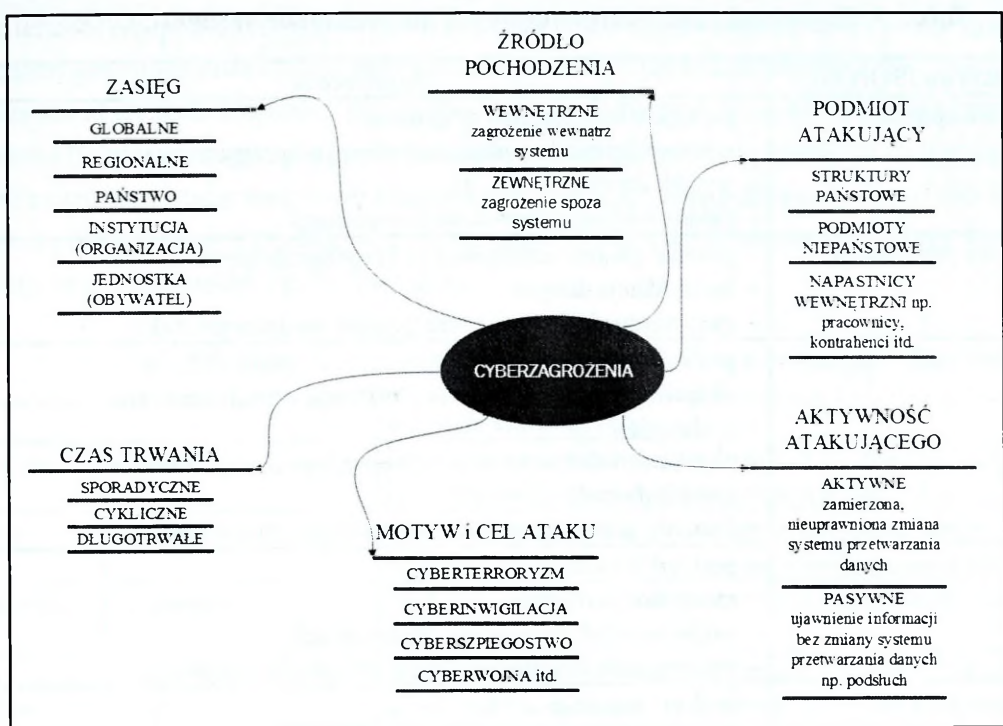 ZASIĘG
GLOBALNE
REGIONALNE
PAŃSTWO
INSTYTUCJA
(ORGANIZACJA)
JEDNOSTKA
(OBYWATEL)
ŹRÓDŁO
POCHODZENIA
WEWNĘTRZNE
zagrożenie wewnatrz
systemu
ZEWNĘTRZNE
zagrożenie spoza
systemu
PODMIOT
ATAKUJĄCY
STRUKTURY
PAŃSTOWE
PODMIOTY
NIEPAŃSTOWE
NAPASTNICY
WEWNĘTRZNI np.
pracownicy,
kontrahenci itd.
CYBERZAGROŻENIA
CZAS TRWANIA
SPORADYCZNE
CYKLICZNE
DŁUGOTRWAŁE
MOTYW i CEL ATAKU
CYBERTERRORYZM
CYBERINWIGILACJA
CYBERSZPIEGOSTWO
CYBERWOJNA itd.
AKTYWNOŚĆ
ATAKUJĄCEGO
AKTYWNE
zamierzona,
nieuprawniona zmiana
systemu przetwarzania
danych
PASYWNE
ujawnienie informacji
bez zmiany systemu
przetwarzania danych
np. podsłuch